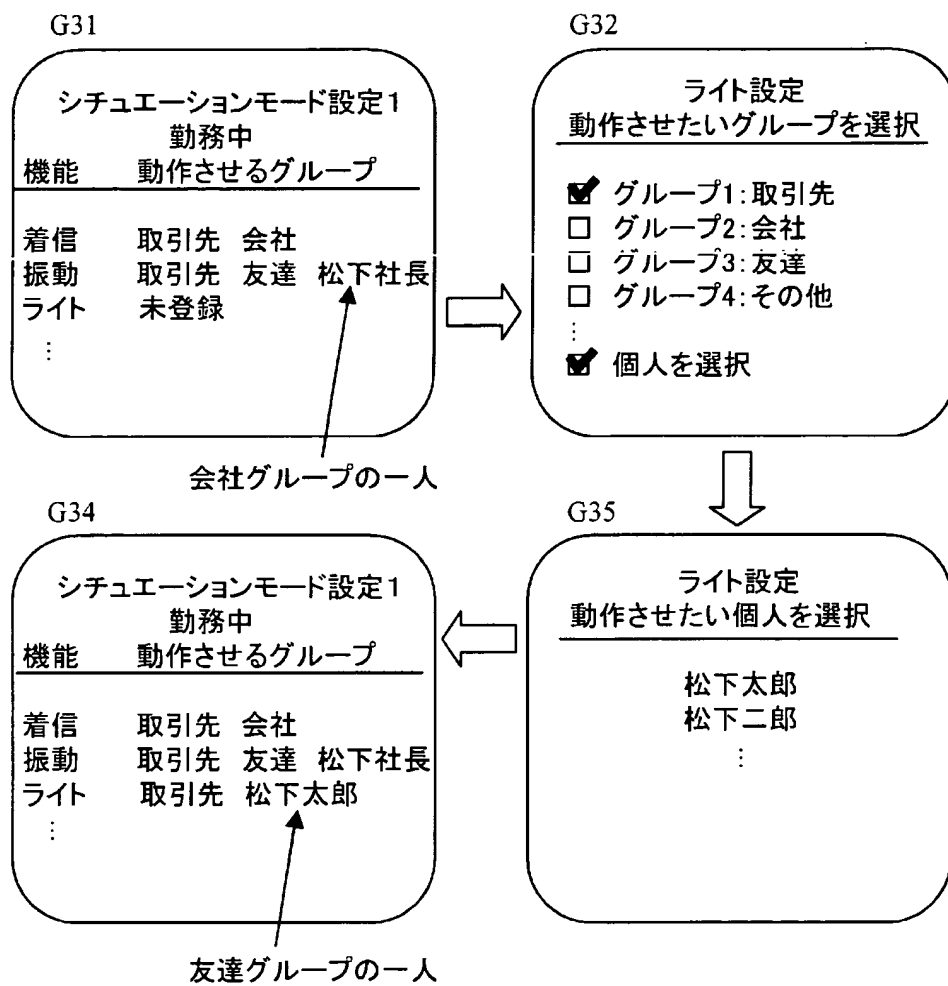 G31
シチュエーションモード設定1
勤務中
機能 動作させるグループ
着信 取引先 会社
振動 取引先 友達 松下社長
ライト 未登録
⋮
会社グループの一人
G32
ライト設定
動作させたいグループを選択
グループ1:取引先
グループ2:会社
グループ3:友達
グループ4:その他
⋮
個人を選択
G35
ライト設定
動作させたい個人を選択
松下太郎
松下二郎
⋮
G34
シチュエーションモード設定1
勤務中
機能 動作させるグループ
着信 取引先 会社
振動 取引先 友達 松下社長
ライト 取引先 松下太郎
⋮
友達グループの一人